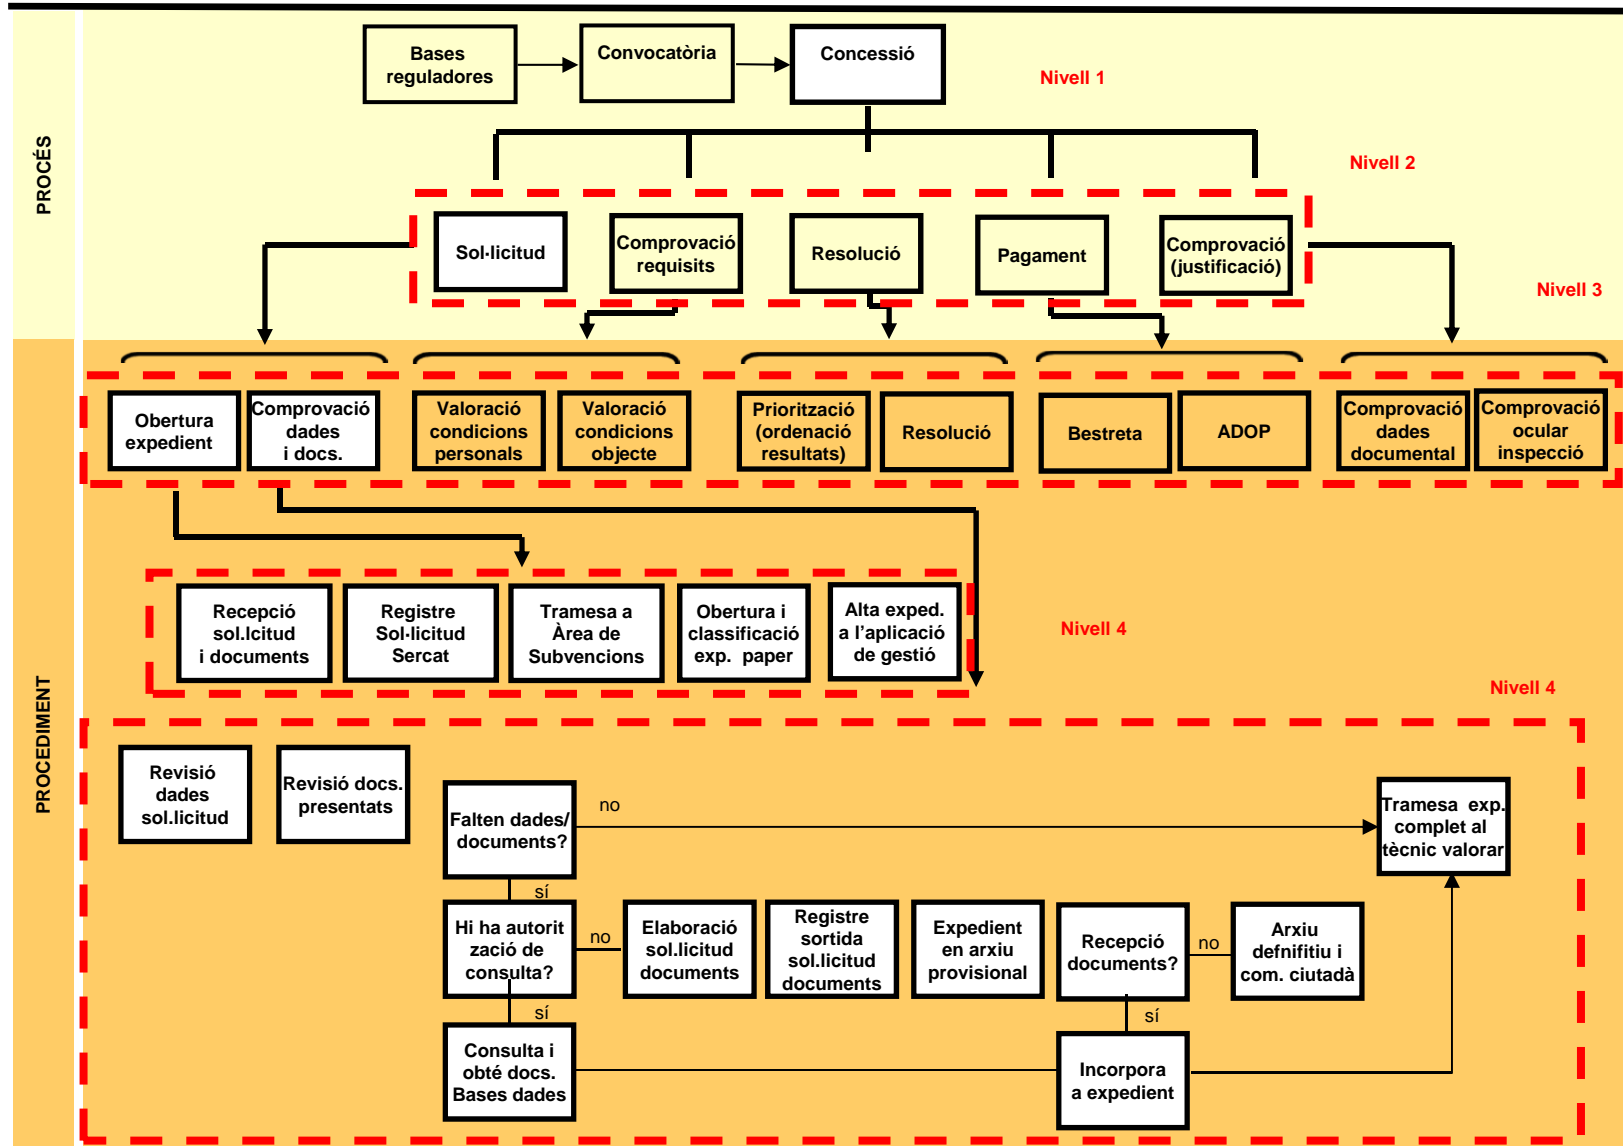 Bases
reguladores
Convocatòria
Concessió
Nivell 1
PROCÉS
Nivell 2
Sol·licitud
Comprovació
requisits
Resolució
Pagament
Comprovació
(justificació)
Nivell 3
PROCEDIMENT
Obertura
expedient
Comprovació
dades
i docs.
Valoració
condicions
personals
Valoració
condicions
objecte
Priorització
(ordenació
resultats)
Resolució
Bestreta
ADOP
Comprovació
dades
documental
Comprovació
ocular
inspecció
Recepció
sol.lcitud
i documents
Registre
Sol·licitud
Sercat
Tramesa a
Àrea de
Subvencions
Obertura i
classificació
exp. paper
Alta exped.
a l'aplicació
de gestió
Nivell 4
Nivell 4
Revisió
dades
sol.licitud
Revisió docs.
presentats
Falten dades/
documents?
no
Tramesa exp.
complet al
tècnic valorar
sí
Hi ha autorit
zació de
consulta?
no
Elaboració
sol.licitud
documents
Registre
sortida
sol.licitud
documents
Expedient
en arxiu
provisional
Recepció
documents?
no
Arxiu
defnifitiu i
com. ciutadà
sí
sí
Consulta i
obté docs.
Bases dades
Incorpora
a expedient